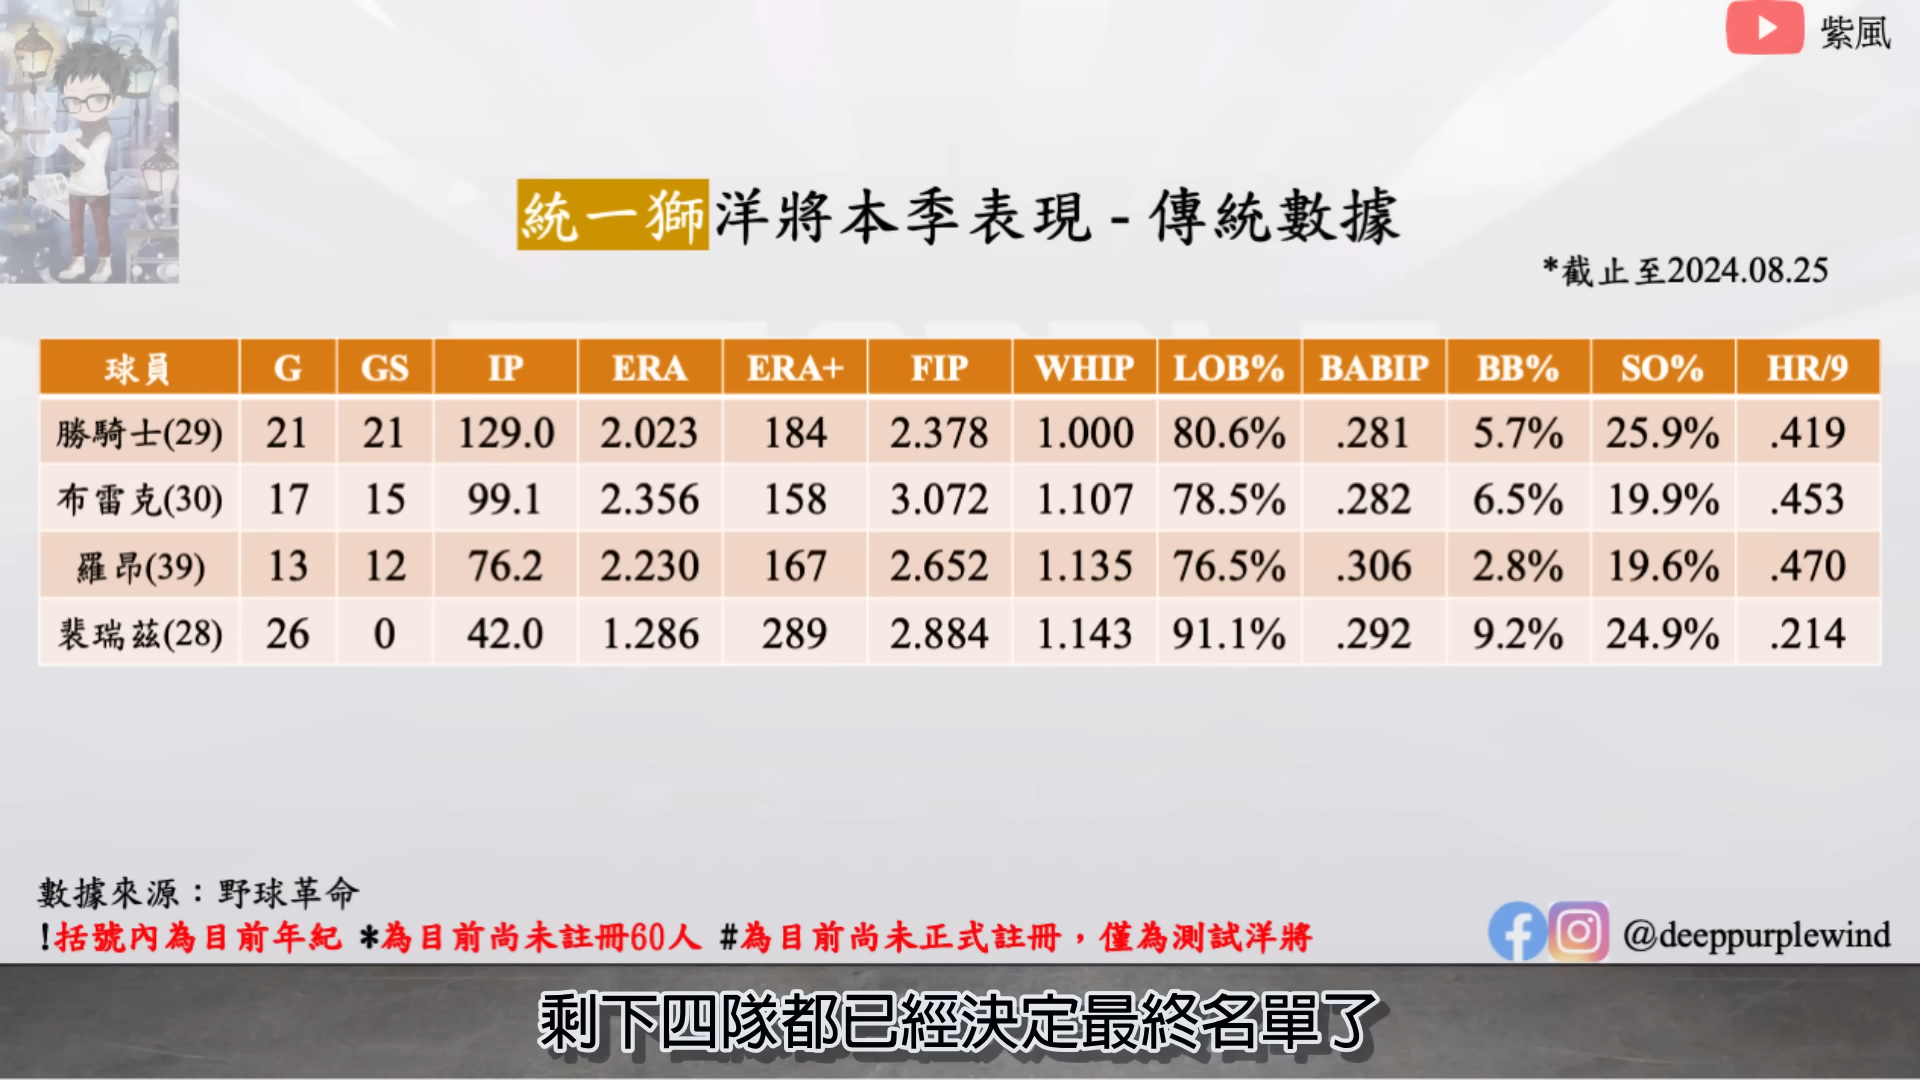 紫風
統一獅洋將本季表現 - 傳統數據
*截止至2024.08.25
球員 G GS IP ERA ERA+ FIP WHIP LOB% BABIP BB% SO% HR/9
勝騎士(29) 21 21 129.0 2.023 184 2.378 1.000 80.6% .281 5.7% 25.9% .419
布雷克(30) 17 15 99.1 2.356 158 3.072 1.107 78.5% .282 6.5% 19.9% .453
羅昂(39) 13 12 76.2 2.230 167 2.652 1.135 76.5% .306 2.8% 19.6% .470
裴瑞茲(28) 26 0 42.0 1.286 289 2.884 1.143 91.1% .292 9.2% 24.9% .214
數據來源：野球革命
!括號內為目前年紀 *為目前尚未註冊60人 #為目前尚未正式註冊，僅為測試洋將
@deeppurplewind
剩下四隊都已經決定最終名單了